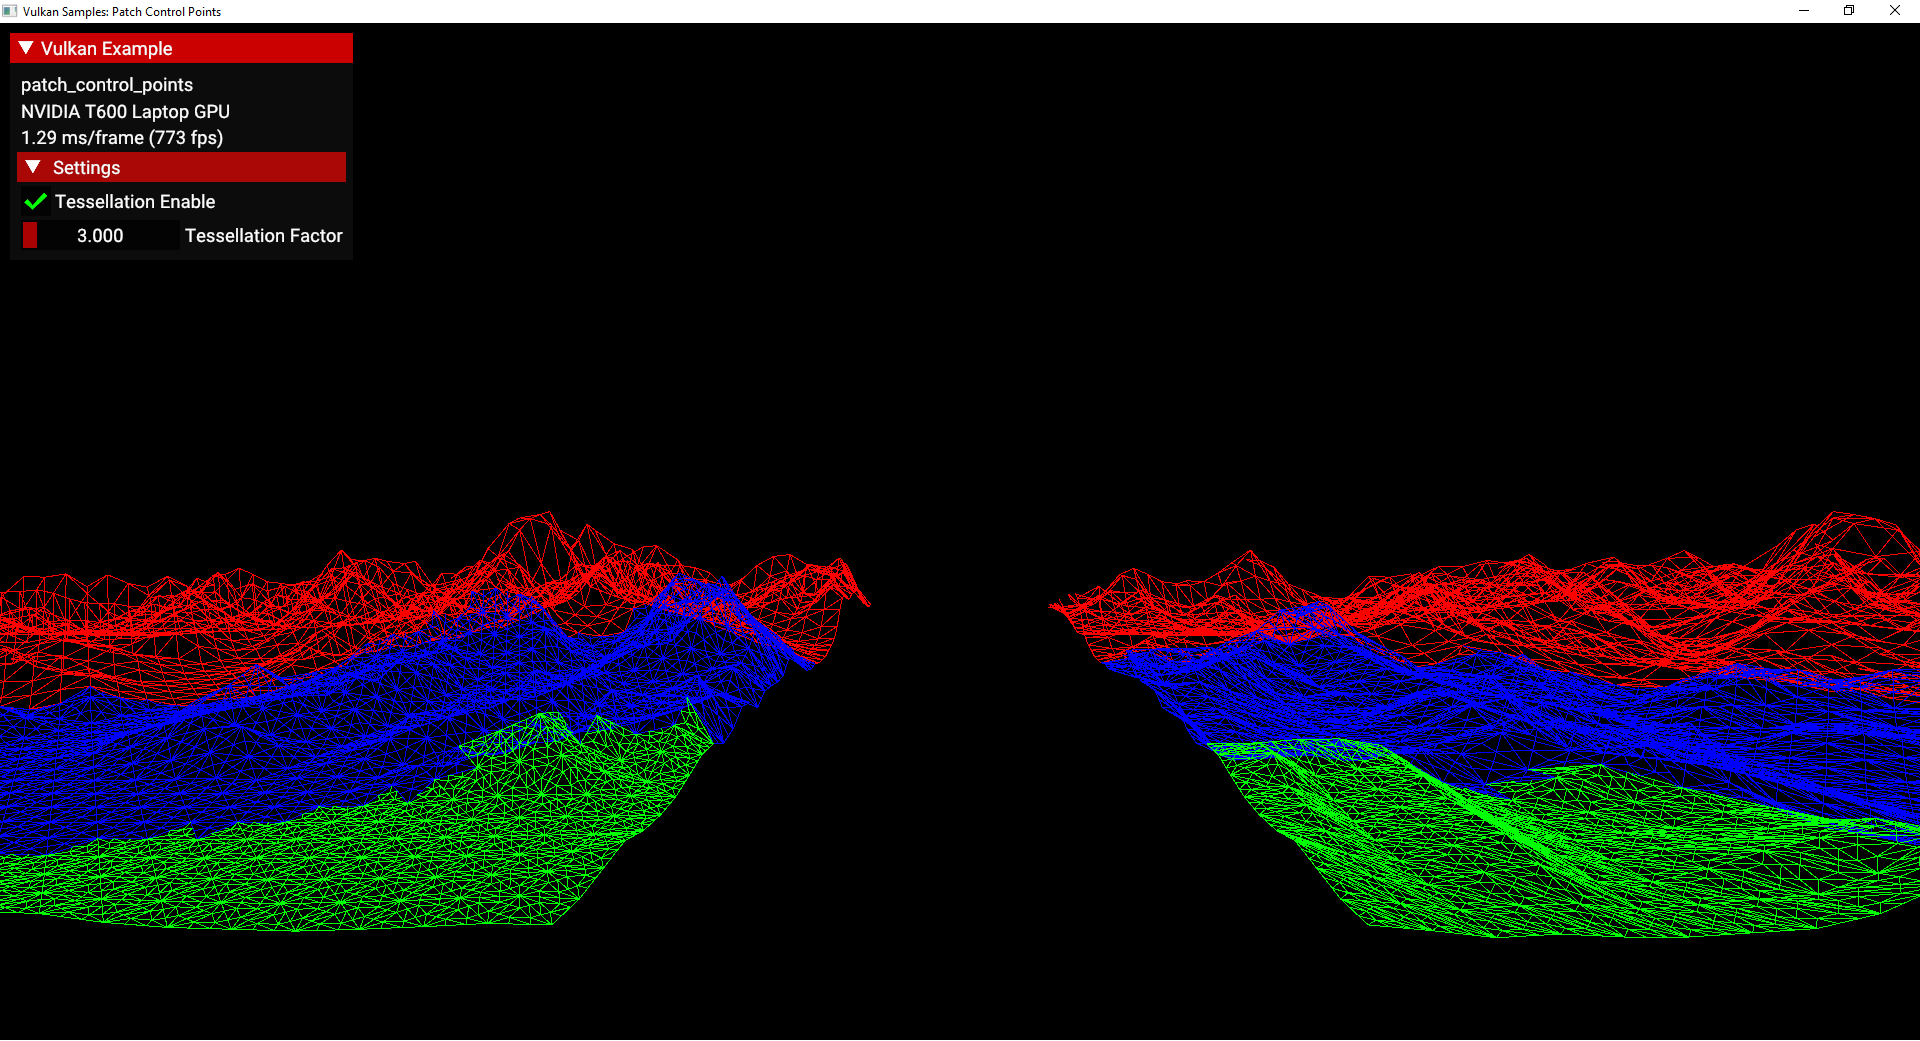 Vulkan Samples: Patch Control Points
Vulkan Example
patch_control_points
NVIDIA T600 Laptop GPU
1.29 ms/frame (773 fps)
Settings
Tessellation Enable
3.000 Tessellation Factor